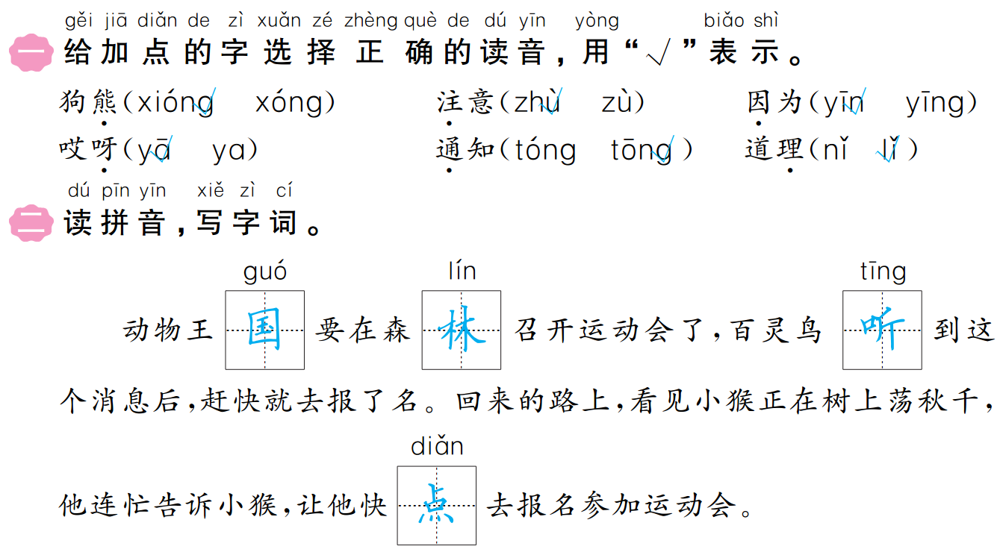 gěi jiā diǎn de zì xuǎn zé zhèng què de dú yīn yòng biǎo shì
一 给加点的字选择正确的读音，用“√”表示。
狗熊(xióng√ xóng) 注意(zhù√ zù) 因为(yīn√ yīng)
哎呀(yā√ ya) 通知(tóng tōng√) 道理(nǐ lǐ√)
dú pīn yīn xiě zì cí
二 读拼音，写字词。
guó lín tīng
动物王国要在森林召开运动会了，百灵鸟听到这
个消息后，赶快就去报了名。回来的路上，看见小猴正在树上荡秋千，
diǎn
他连忙告诉小猴，让他快点去报名参加运动会。